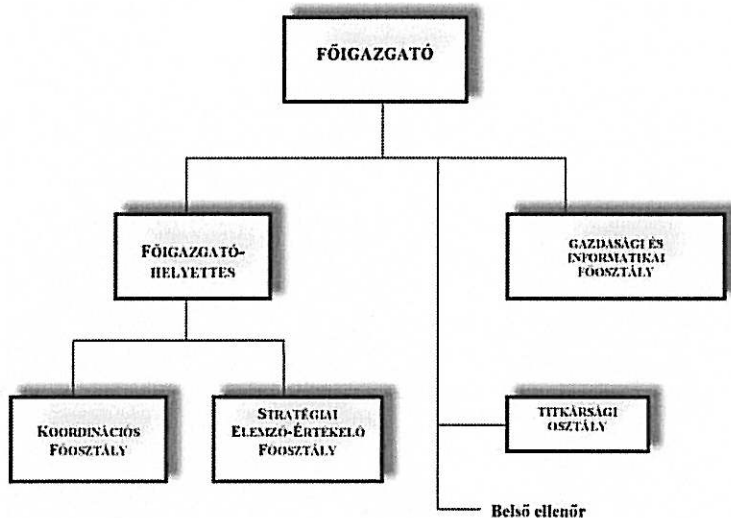 FŐIGAZGATÓ
FŐIGAZGATÓ-
HELYETTES
GAZDASÁGI ÉS
INFORMATIKAI
FŐOSZTÁLY
KOORDINÁCIÓS
FŐOSZTÁLY
STRATÉGIAI
ELEMZŐ-ÉRTÉKELŐ
FŐOSZTÁLY
TITKÁRSÁGI
OSZTÁLY
Belső ellenőr